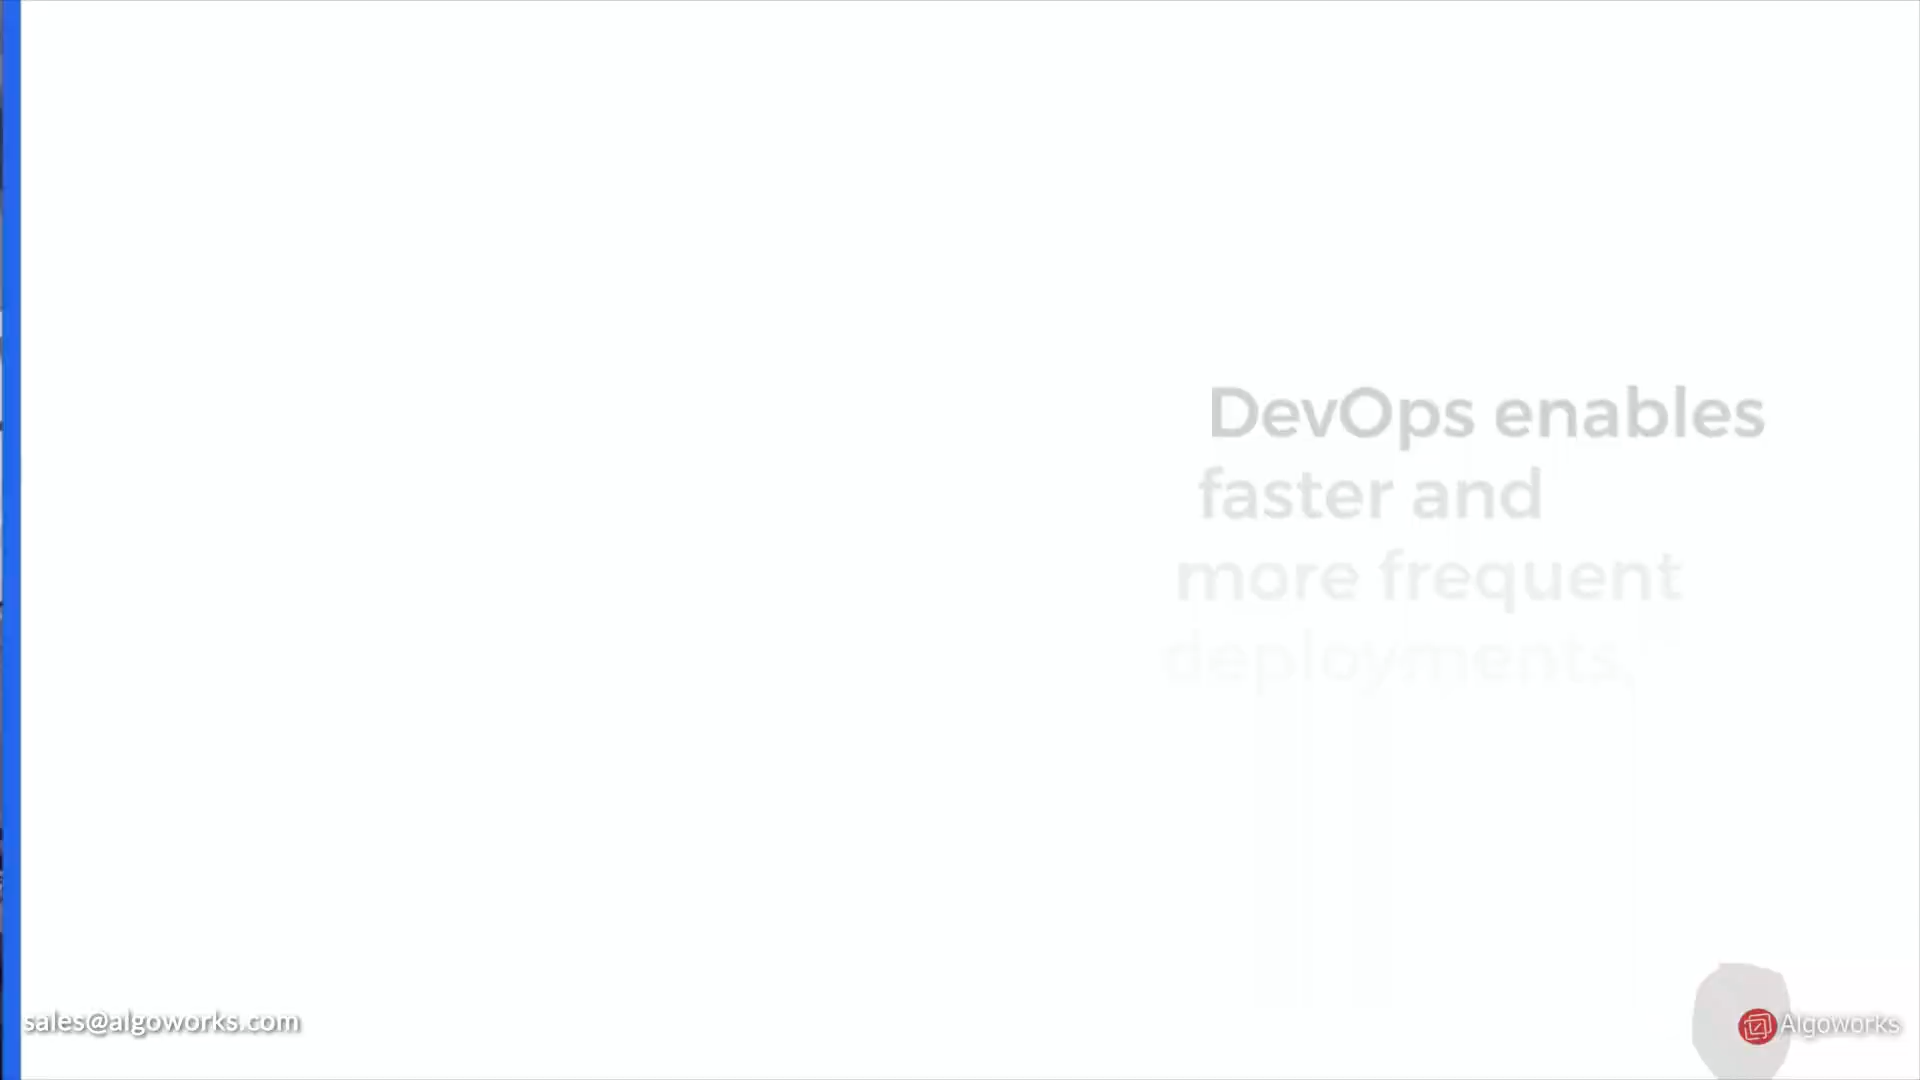 DevOps enables
faster and
more frequent
deployments.
sales@algoworks.com
Algoworks